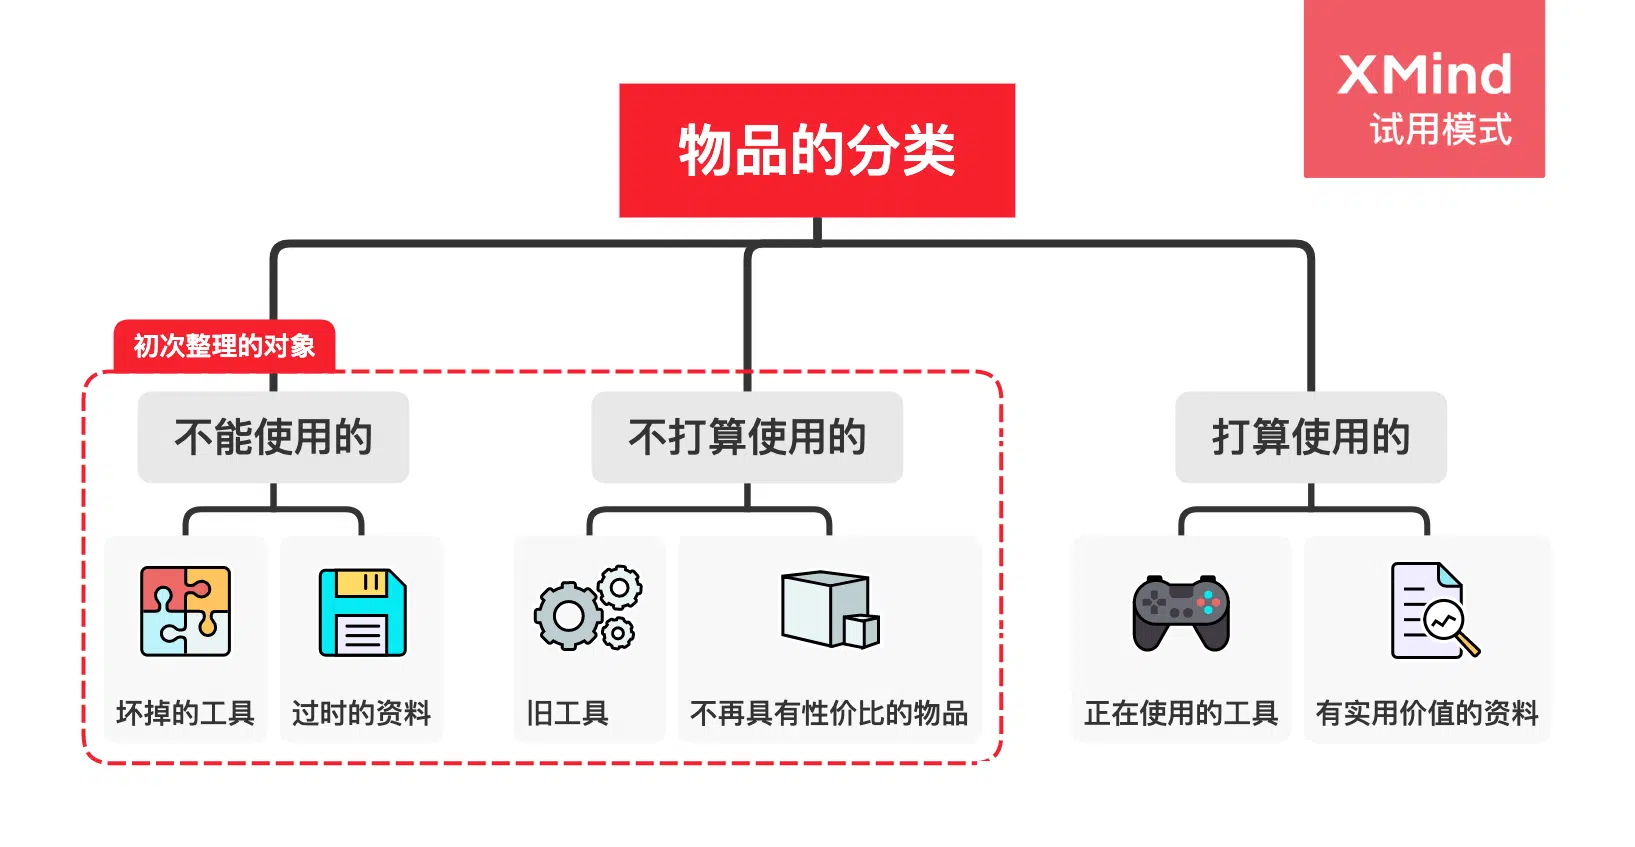 XMind
试用模式
物品的分类
初次整理的对象
不能使用的
不打算使用的
打算使用的
坏掉的工具
过时的资料
旧工具
不再具有性价比的物品
正在使用的工具
有实用价值的资料